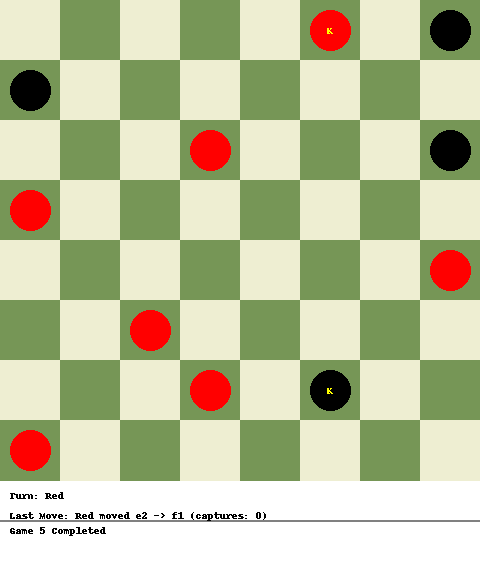 K
K
Turn: Red
Last Move: Red moved e2 -> f1 (captures: 0)
Game 5 Completed